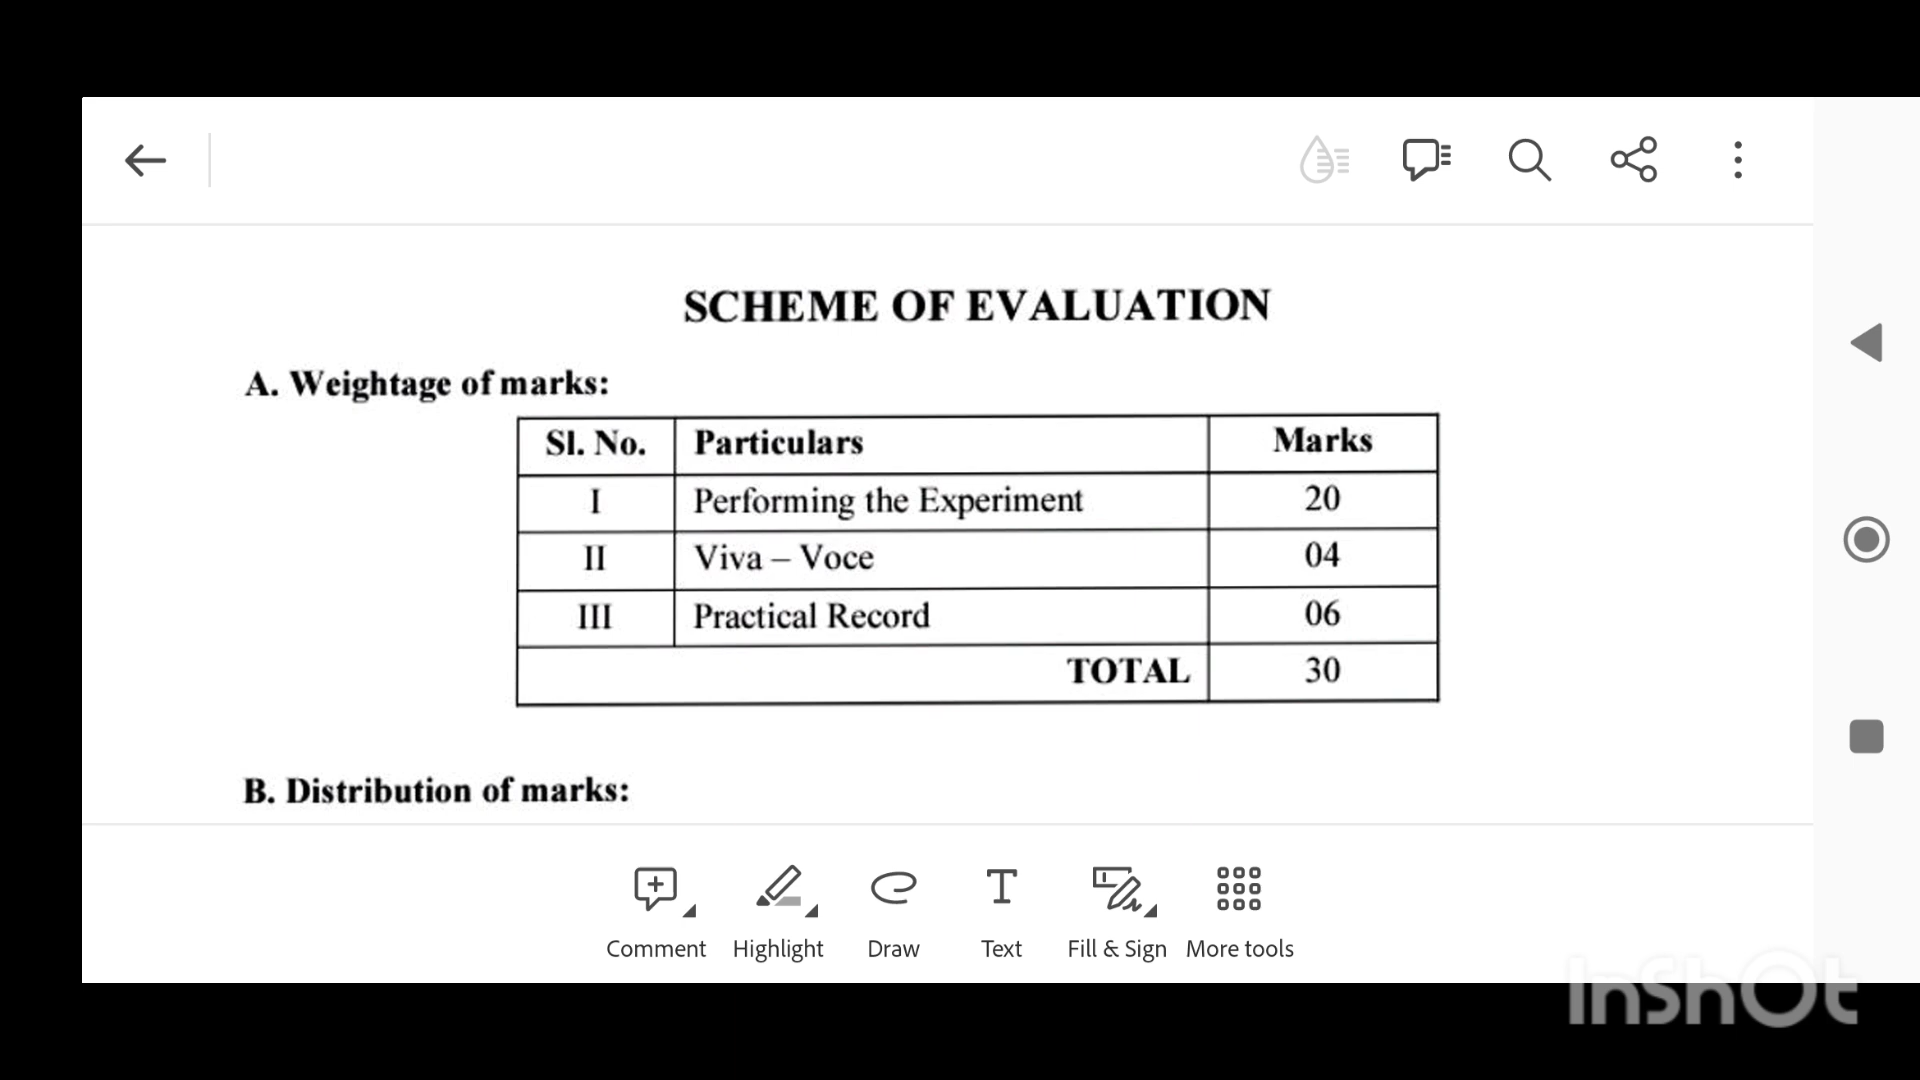 SCHEME OF EVALUATION
A. Weightage of marks:
Sl. No. Particulars Marks
I Performing the Experiment 20
II Viva – Voce 04
III Practical Record 06
TOTAL 30
B. Distribution of marks:
Comment Highlight Draw Text Fill & Sign More tools
InShOt